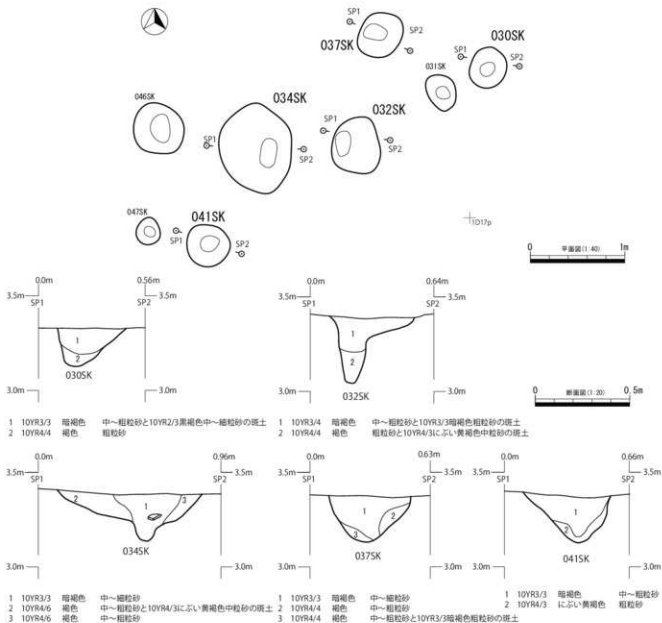 SP1
037SK
SP2
030SK
SP1
SP2
031SK
046SK
034SK
SP1
SP2
032SK
SP1
SP2
047SK
041SK
SP1
SP2
1O17p
0 平面図(1:40) 1m
0.0m 0.56m
3.5m 3.5m
SP1 SP2
1
2
030SK
3.0m 3.0m
1 10YR3/3 暗褐色 中～粗粒砂と10YR2/3黒褐色中～細粒砂の斑土
2 10YR4/4 褐色 粗粒砂
0.0m 0.64m
3.5m 3.5m
SP1 SP2
1
2
032SK
3.0m 3.0m
1 10YR3/4 暗褐色 中～粗粒砂と10YR3/3暗褐色粗粒砂の斑土
2 10YR4/4 褐色 粗粒砂と10YR4/3にぶい黄褐色中粒砂の斑土
0 断面図(1:20) 0.5m
0.0m 0.96m
3.5m 3.5m
SP1 SP2
2 1 3
034SK
3.0m 3.0m
1 10YR3/3 暗褐色 中～細粒砂
2 10YR4/6 褐色 中～粗粒砂と10YR4/3にぶい黄褐色中粒砂の斑土
3 10YR4/6 褐色 中～粗粒砂
0.0m 0.63m
3.5m 3.5m
SP1 SP2
1
2
3
037SK
3.0m 3.0m
1 10YR3/3 暗褐色 中～細粒砂
2 10YR4/4 褐色 中～粗粒砂
3 10YR4/4 褐色 中～粗粒砂と10YR3/3暗褐色粗粒砂の斑土
0.0m 0.66m
3.5m 3.5m
SP1 SP2
1
2
041SK
3.0m 3.0m
1 10YR3/3 暗褐色 中～粗粒砂
2 10YR4/3 にぶい黄褐色 粗粒砂